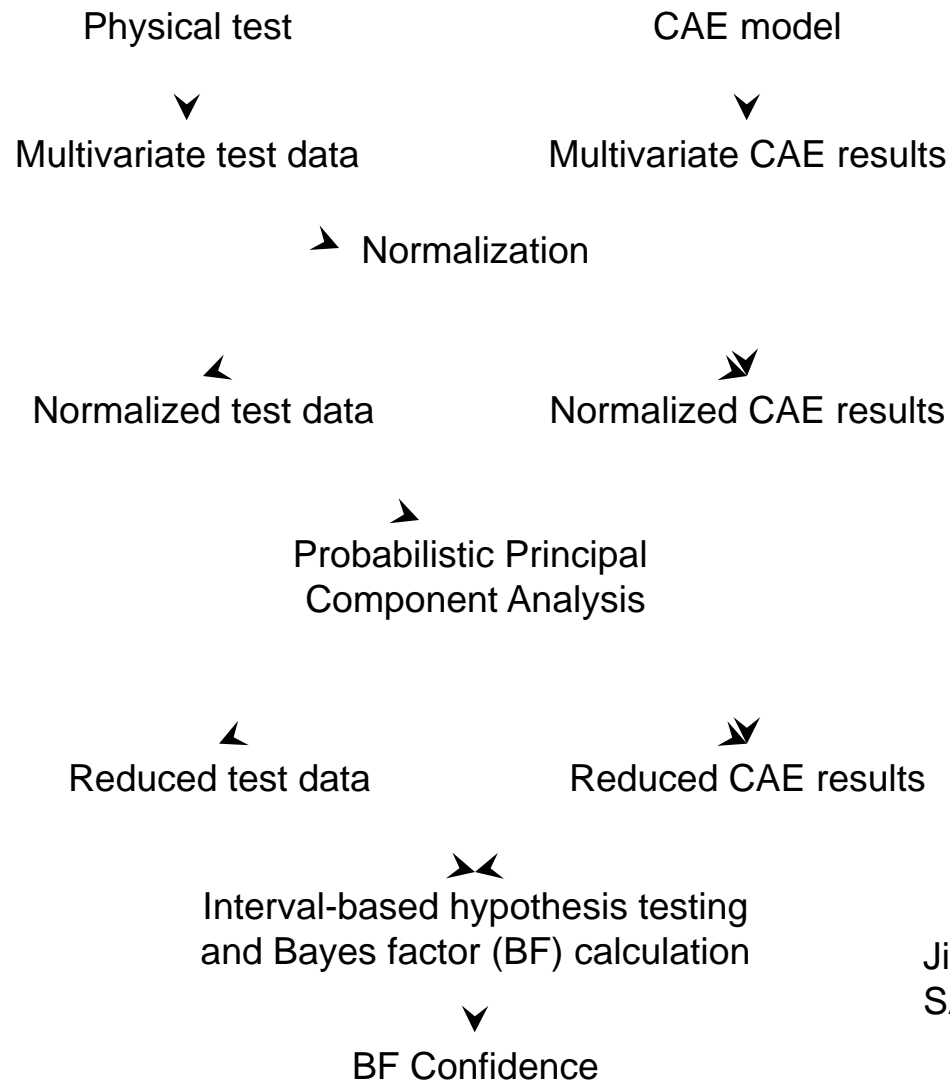 Physical test
CAE model
Multivariate test data
Multivariate CAE results
Normalization
Normalized test data
Normalized CAE results
Probabilistic Principal
Component Analysis
Reduced test data
Reduced CAE results
Interval-based hypothesis testing
and Bayes factor (BF) calculation
BF Confidence